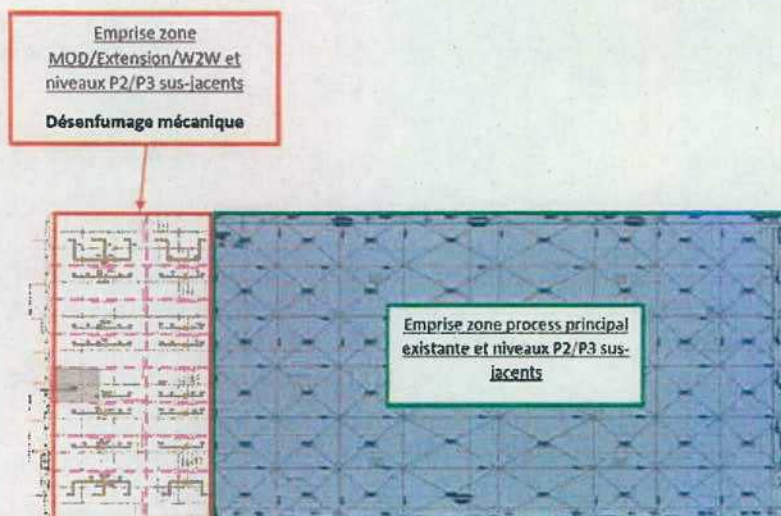 Emprise zone
MOD/Extension/W2W et
niveaux P2/P3 sus-jacents
Désenfumage mécanique
Emprise zone process principal
existante et niveaux P2/P3 sus-
jacents